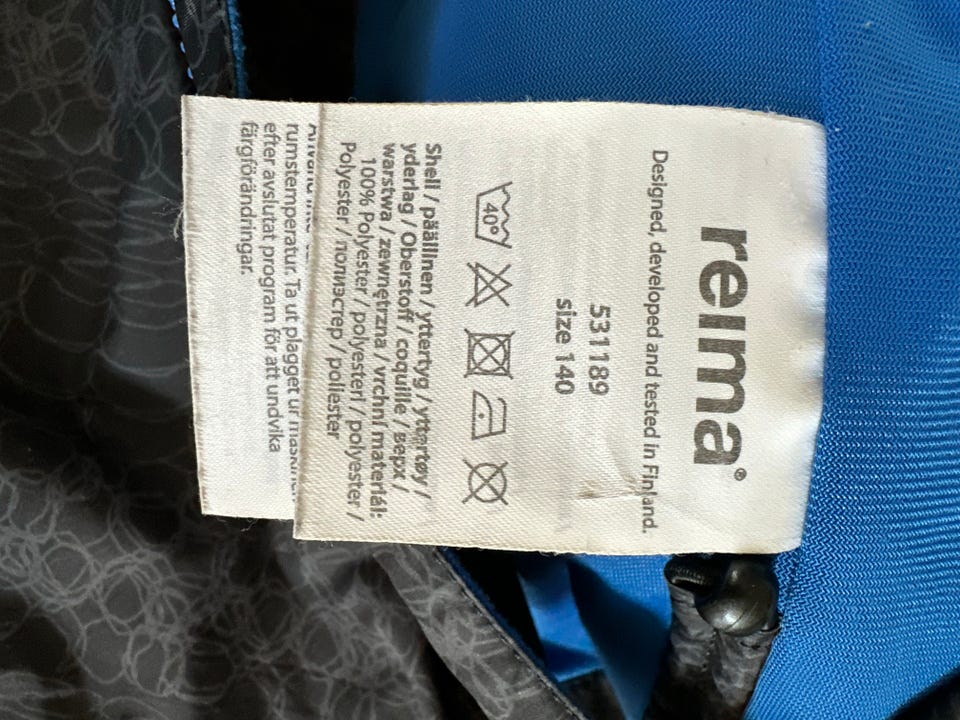 reima®
Designed, developed and tested in Finland.
531189
size 140
40°
Shell / päällinen / yttertyg / yttertøy /
yderlag / Oberstoff / coquille / верх /
warstwa / zewnętrzna / vrchní materiál:
100% Polyester / polyesteri / polyester /
Polyester / полиэстер / poliester
rumstemperatur. Ta ut plagget ur
efter avslutat program för att undvika
färgförändringar.